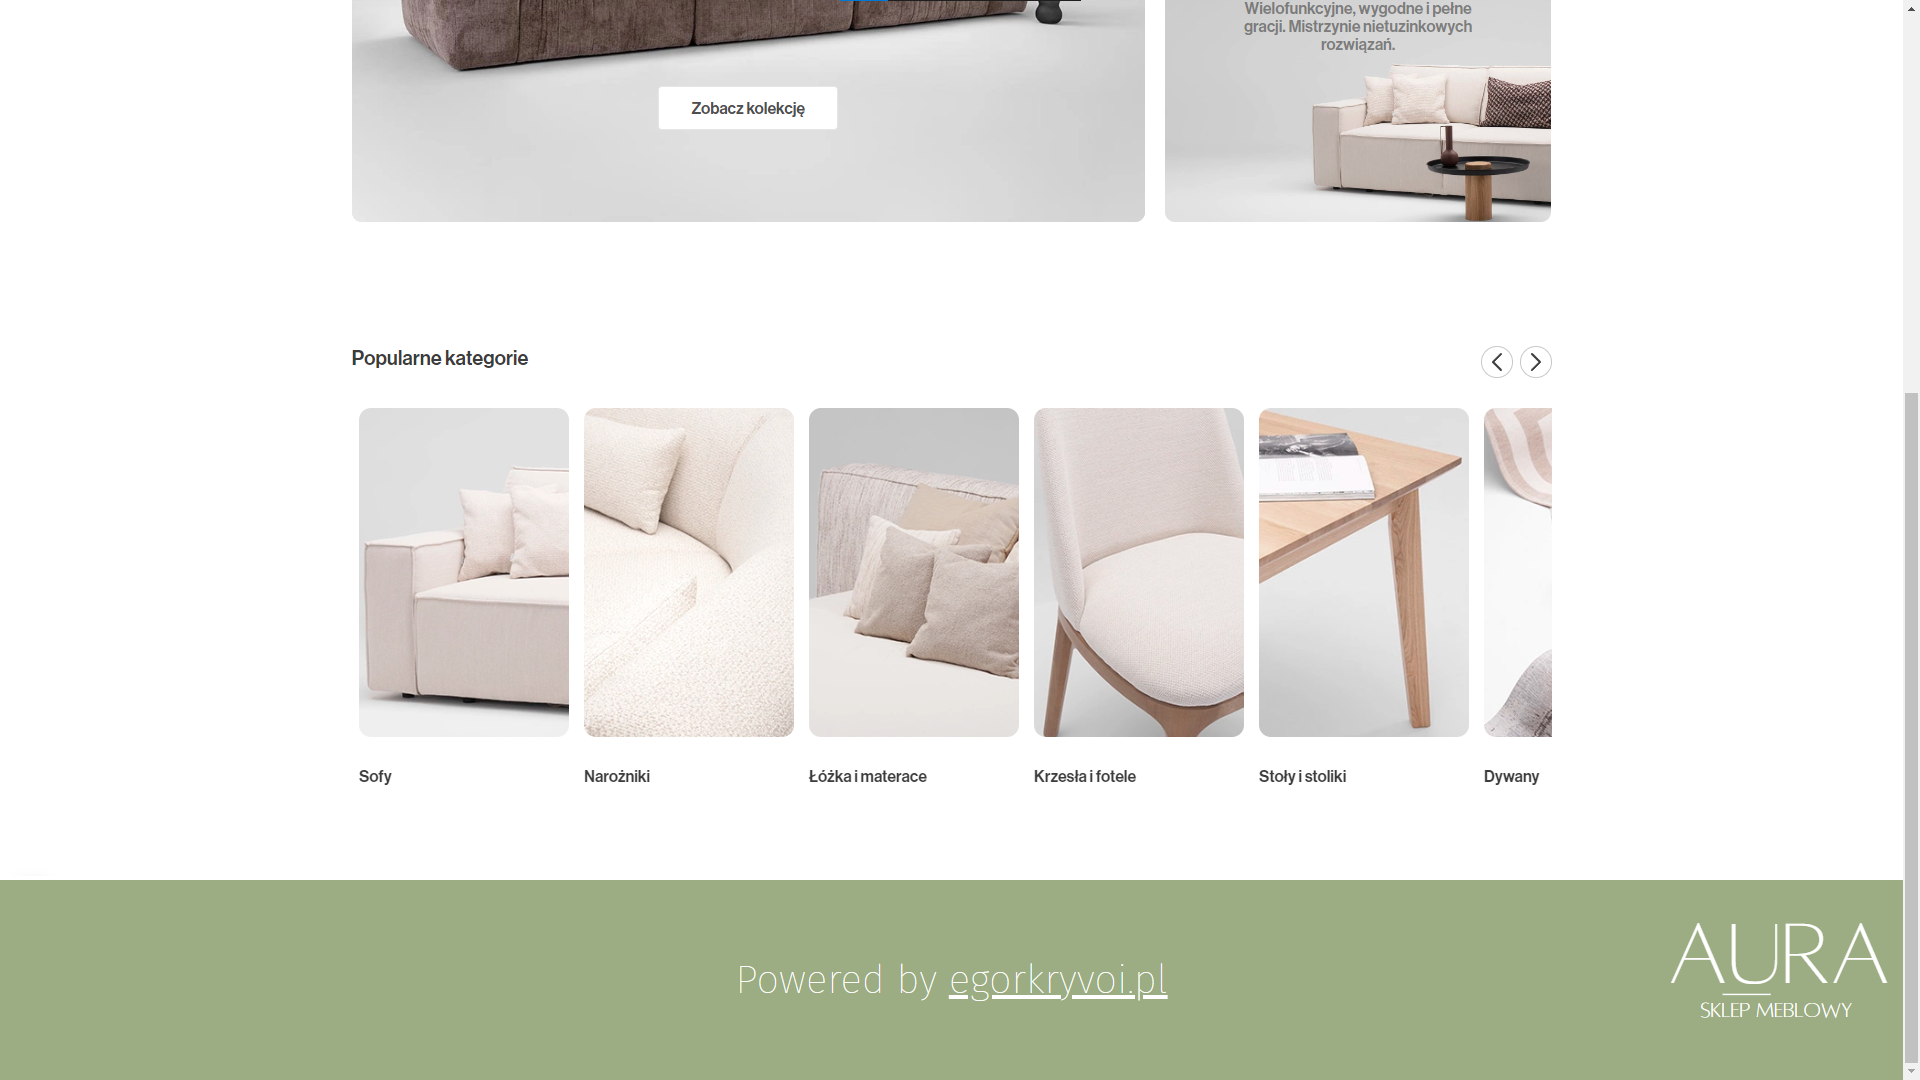 Wielofunkcyjne, wygodne i pełne
gracji. Mistrzynie nietuzinkowych
rozwiązań.
Zobacz kolekcję
Popularne kategorie
Sofy
Narożniki
Łóżka i materace
Krzesła i fotele
Stoły i stoliki
Dywany
Powered by egorkryvoi.pl
AURA
SKLEP MEBLOWY